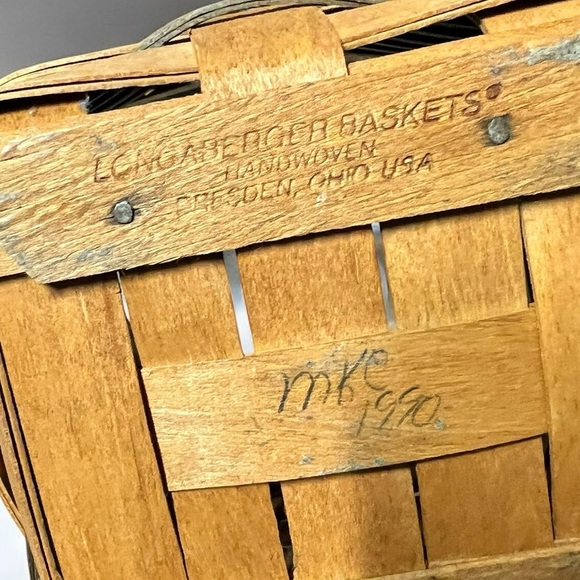 LONGABERGER BASKETS®
HANDWOVEN
DRESDEN, OHIO USA
MKC
1990